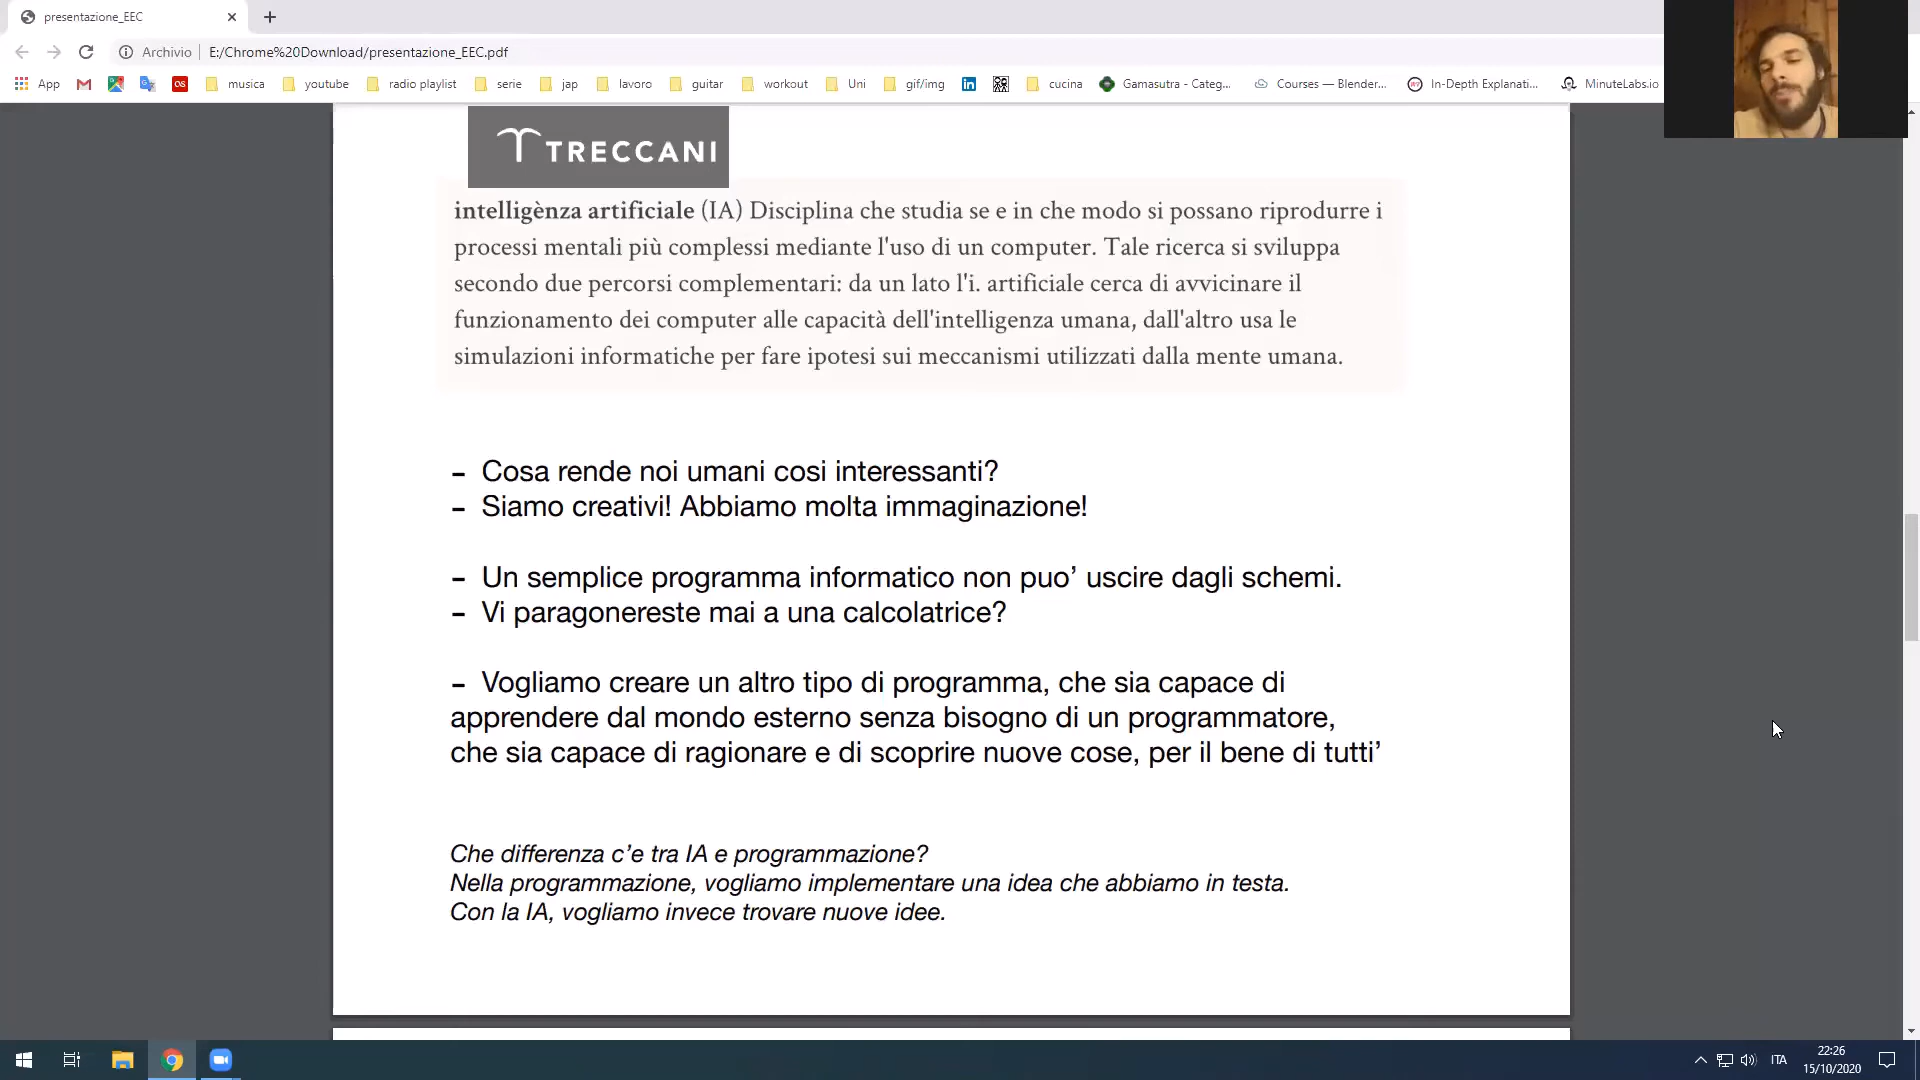 presentazione_EEC
Archivio
E:/Chrome%20Download/presentazione_EEC.pdf
App
musica
youtube
radio playlist
serie
jap
lavoro
guitar
workout
Uni
gif/img
cucina
Gamasutra - Categ...
Courses — Blender...
In-Depth Explanati...
MinuteLabs.io
TRECCANI
intelligènza artificiale (IA) Disciplina che studia se e in che modo si possano riprodurre i
processi mentali più complessi mediante l'uso di un computer. Tale ricerca si sviluppa
secondo due percorsi complementari: da un lato l'i. artificiale cerca di avvicinare il
funzionamento dei computer alle capacità dell'intelligenza umana, dall'altro usa le
simulazioni informatiche per fare ipotesi sui meccanismi utilizzati dalla mente umana.
– Cosa rende noi umani cosi interessanti?
– Siamo creativi! Abbiamo molta immaginazione!
– Un semplice programma informatico non puo’ uscire dagli schemi.
– Vi paragonereste mai a una calcolatrice?
– Vogliamo creare un altro tipo di programma, che sia capace di
apprendere dal mondo esterno senza bisogno di un programmatore,
che sia capace di ragionare e di scoprire nuove cose, per il bene di tutti’
Che differenza c’e tra IA e programmazione?
Nella programmazione, vogliamo implementare una idea che abbiamo in testa.
Con la IA, vogliamo invece trovare nuove idee.
ITA
22:26
15/10/2020